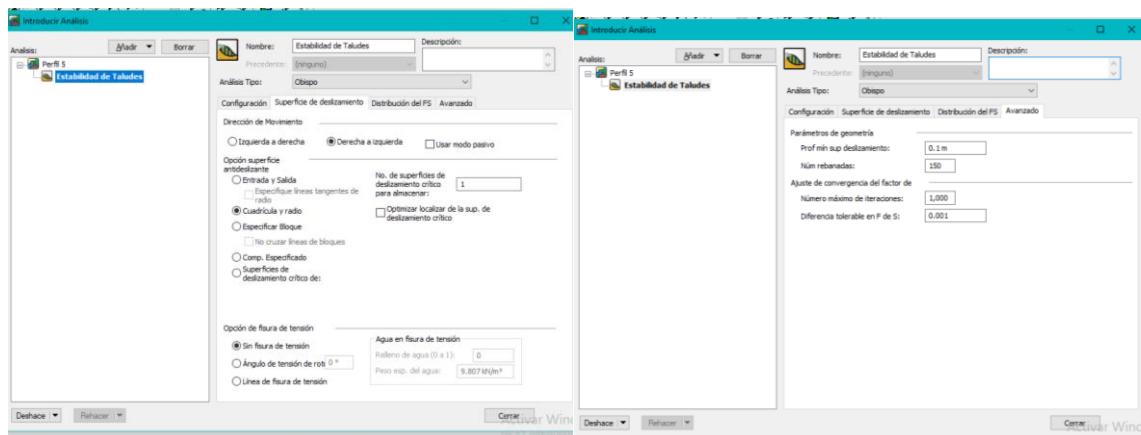 Introducir Análisis
Analisis:
Añadir
Borrar
Perfil 5
Estabilidad de Taludes
Nombre:
Estabilidad de Taludes
Descripción:
Precedente:
(ninguno)
Análisis Tipo:
Obispo
Configuración
Superficie de deslizamiento
Distribución del FS
Avanzado
Dirección de Movimiento
Izquierda a derecha
Derecha a izquierda
Usar modo pasivo
Opción superficie
antideslizante
Entrada y Salida
Especifique líneas tangentes de
radio
Cuadrícula y radio
Especificar Bloque
No cruzar líneas de bloques
Comp. Especificado
Superficies de
deslizamiento crítico de:
No. de superficies de
deslizamiento crítico
para almacenar:
1
Optimizar localizar de la sup. de
deslizamiento crítico
Opción de fisura de tensión
Sin fisura de tensión
Ángulo de tensión de rot
0 °
Línea de fisura de tensión
Agua en fisura de tensión
Relleno de agua (0 a 1):
0
Peso esp. del agua:
9.807 kN/m³
Deshace
Rehacer
Cerrar
Activar Wind
Introducir Análisis
Analisis:
Añadir
Borrar
Perfil 5
Estabilidad de Taludes
Nombre:
Estabilidad de Taludes
Descripción:
Precedente:
(ninguno)
Análisis Tipo:
Obispo
Configuración
Superficie de deslizamiento
Distribución del FS
Avanzado
Parámetros de geometría
Prof mín sup deslizamiento:
0.1 m
Núm rebanadas:
150
Ajuste de convergencia del factor de
Número máximo de iteraciones:
1,000
Diferencia tolerable en F de S:
0.001
Deshace
Rehacer
Cerrar
Activar Wind